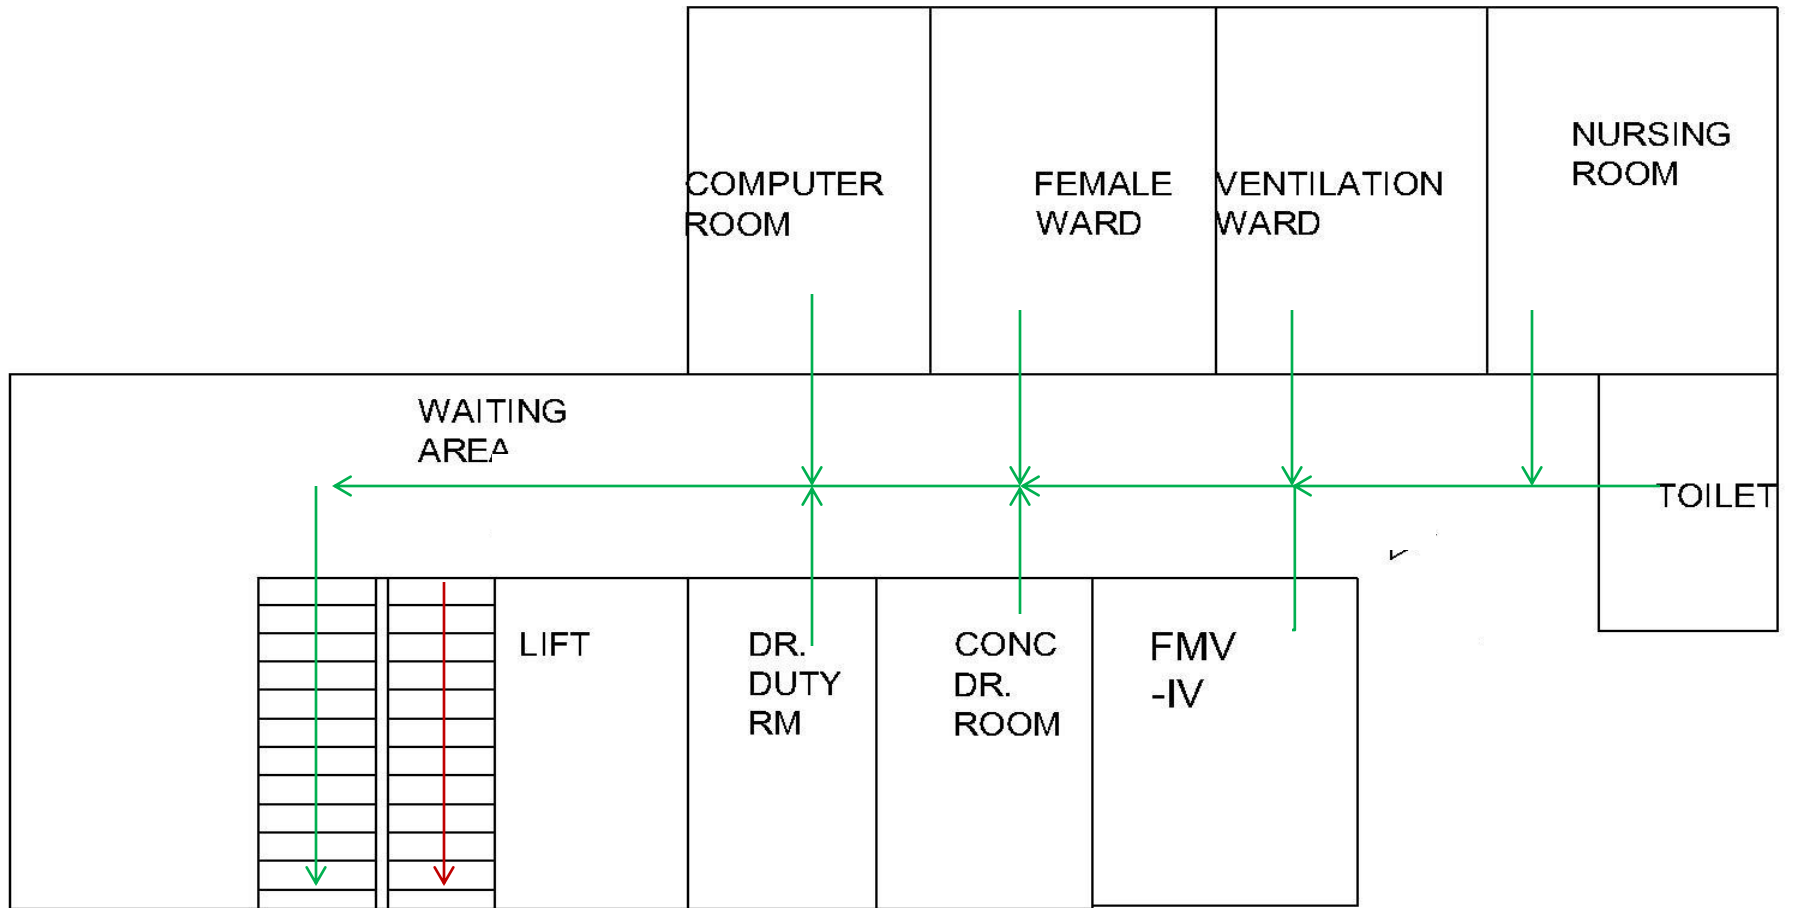 COMPUTER
ROOM
FEMALE
WARD
VENTILATION
WARD
NURSING
ROOM
WAITING
AREA
TOILET
LIFT
DR.
DUTY
RM
CONC
DR.
ROOM
FMV
-IV